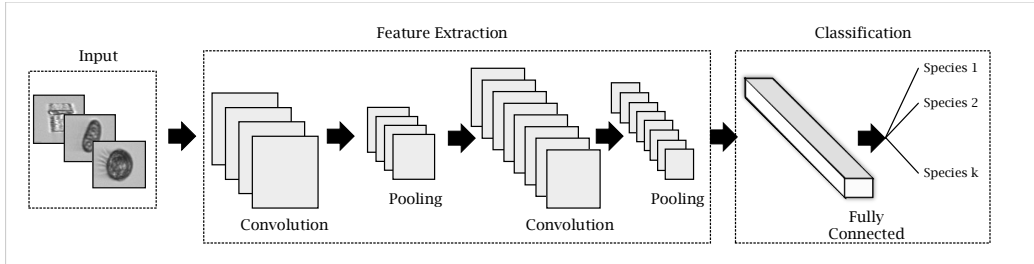 Input
Feature Extraction
Classification
Convolution
Pooling
Convolution
Pooling
Fully
Connected
Species 1
Species 2
Species k